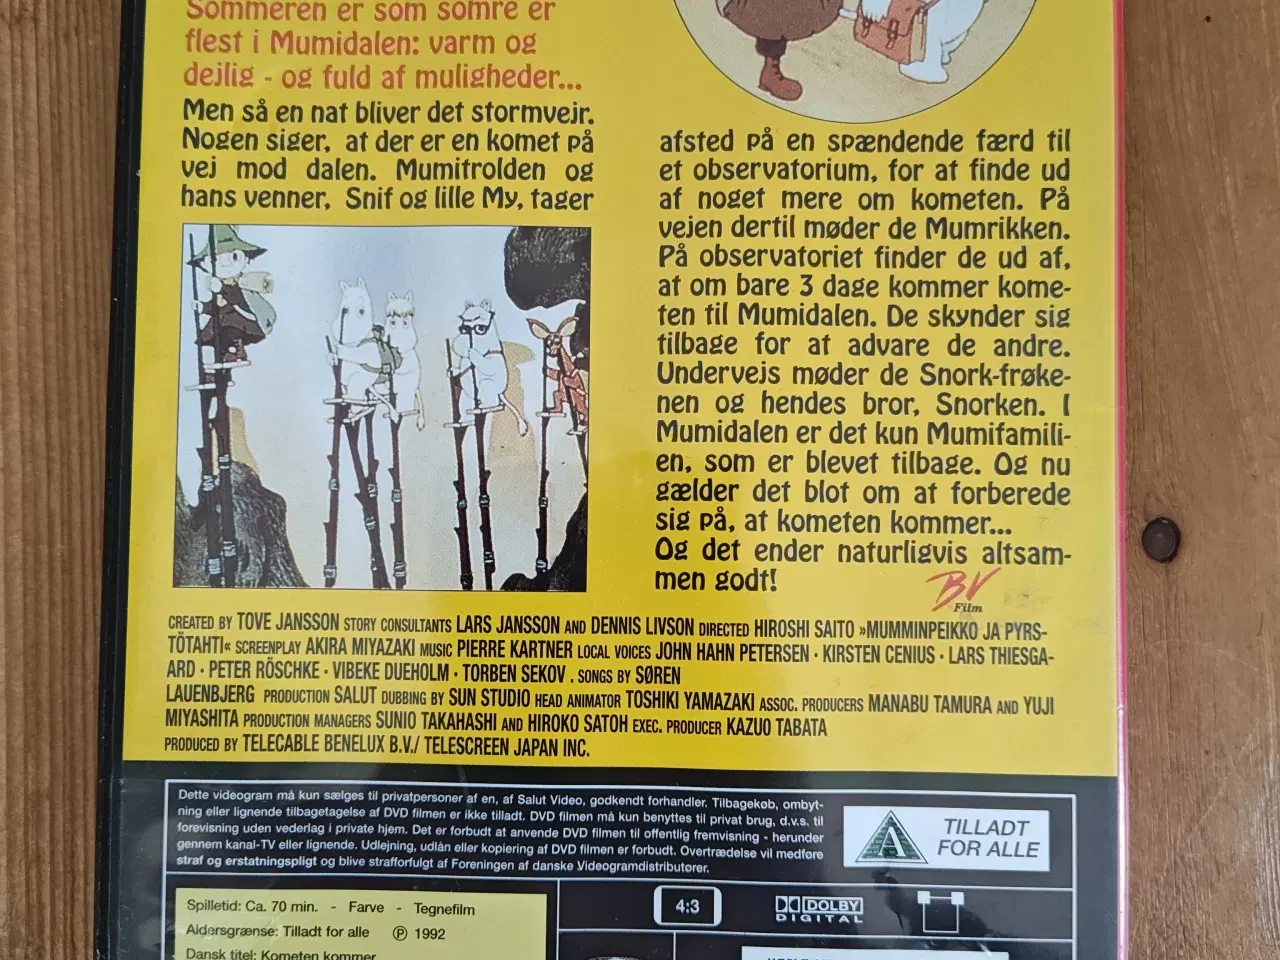 Sommeren er som somre er
flest i Mumidalen: varm og
dejlig - og fuld af muligheder...
Men så en nat bliver det stormvejr.
Nogen siger, at der er en komet på
vej mod dalen. Mumitrolden og
hans venner, Snif og lille My, tager
afsted på en spændende færd til
et observatorium, for at finde ud
af noget mere om kometen. På
vejen dertil møder de Mumrikken.
På observatoriet finder de ud af,
at om bare 3 dage kommer kome-
ten til Mumidalen. De skynder sig
tilbage for at advare de andre.
Undervejs møder de Snork-frøke-
nen og hendes bror, Snorken. I
Mumidalen er det kun Mumifamili-
en, som er blevet tilbage. Og nu
gælder det blot om at forberede
sig på, at kometen kommer...
Og det ender naturligvis altsam-
men godt!
BV
Film
CREATED BY TOVE JANSSON STORY CONSULTANTS LARS JANSSON AND DENNIS LIVSON DIRECTED HIROSHI SAITO »MUMMINPEIKKO JA PYRS-
TÖTAHTI« SCREENPLAY AKIRA MIYAZAKI MUSIC PIERRE KARTNER LOCAL VOICES JOHN HAHN PETERSEN · KIRSTEN CENIUS · LARS THIESGA-
ARD · PETER RÖSCHKE · VIBEKE DUEHOLM · TORBEN SEKOV . SONGS BY SØREN
LAUENBJERG PRODUCTION SALUT DUBBING BY SUN STUDIO HEAD ANIMATOR TOSHIKI YAMAZAKI ASSOC. PRODUCERS MANABU TAMURA AND YUJI
MIYASHITA PRODUCTION MANAGERS SUNIO TAKAHASHI AND HIROKO SATOH EXEC. PRODUCER KAZUO TABATA
PRODUCED BY TELECABLE BENELUX B.V./ TELESCREEN JAPAN INC.
Dette videogram må kun sælges til privatpersoner af en, af Salut Video, godkendt forhandler. Tilbagekøb, ombyt-
ning eller lignende tilbagetagelse af DVD filmen er ikke tilladt. DVD filmen må kun benyttes til privat brug, d.v.s. til
forevisning uden vederlag i private hjem. Det er forbudt at anvende DVD filmen til offentlig fremvisning - herunder
gennem kanal-TV eller lignende. Udlejning, udlån eller kopiering af DVD filmen er forbudt. Overtrædelse vil medføre
straf og erstatningspligt og blive strafforfulgt af Foreningen af danske Videogramdistributører.
A
TILLADT
FOR ALLE
Spilletid: Ca. 70 min. - Farve - Tegnefilm
Aldersgrænse: Tilladt for alle ℗ 1992
Dansk titel: Kometen kommer
4:3
DOLBY
DIGITAL